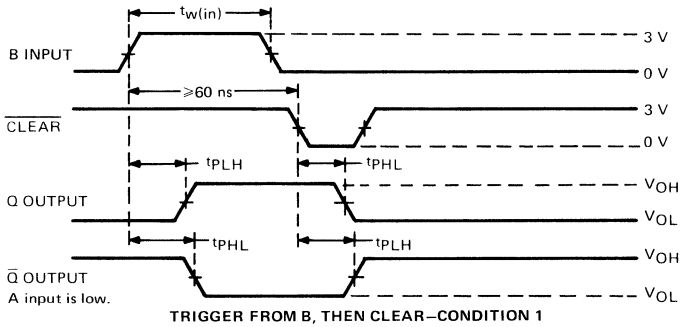 tw(in)
B INPUT
3 V
0 V
≥60 ns
CLEAR
3 V
0 V
tPLH
tPHL
Q OUTPUT
VOH
VOL
tPHL
tPLH
Q̅ OUTPUT
VOH
VOL
A input is low.
TRIGGER FROM B, THEN CLEAR–CONDITION 1